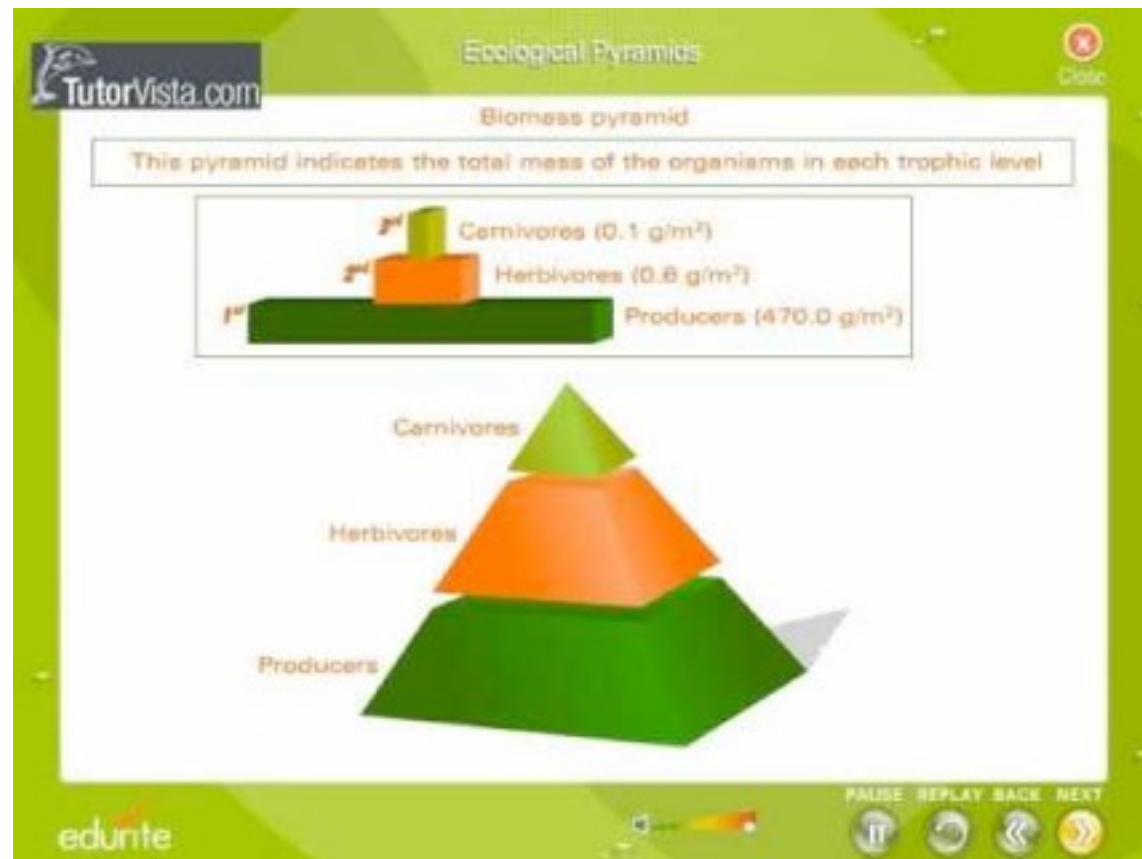 Ecological Pyramids
Close
TutorVista.com
Biomass pyramid
This pyramid indicates the total mass of the organisms in each trophic level
3rd Carnivores (0.1 g/m²)
2nd Herbivores (0.6 g/m²)
1st Producers (470.0 g/m²)
Carnivores
Herbivores
Producers
PAUSE REPLAY BACK NEXT
edurite